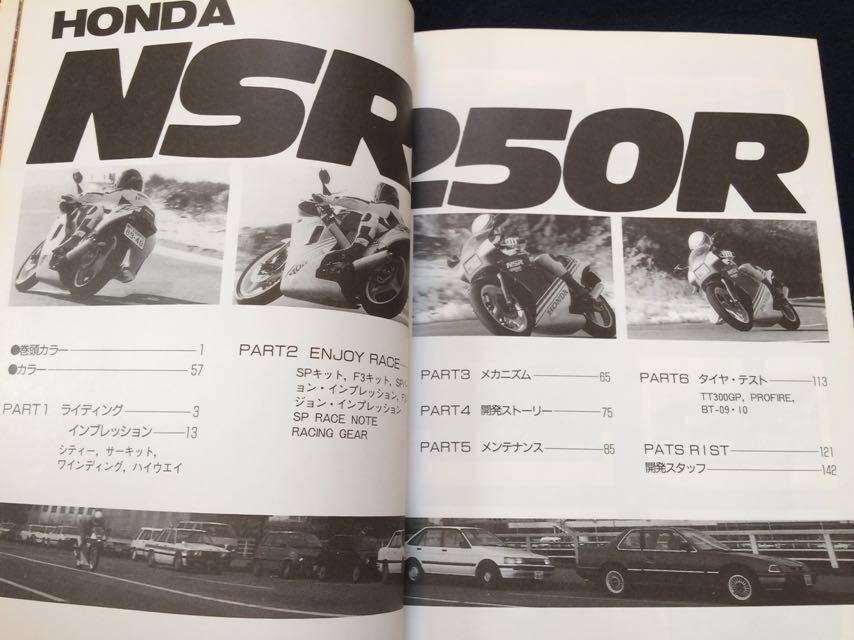 HONDA
NSR250R
●巻頭カラー 1
●カラー 57
PART1 ライディング 3
インプレッション 13
シティー, サーキット,
ワインディング, ハイウエイ
PART2 ENJOY RACE
SPキット, F3キット, SPバー
ョン・インプレッション, F
ジョン・インプレッション
SP RACE NOTE
RACING GEAR
PART3 メカニズム 65
PART4 開発ストーリー 75
PART5 メンテナンス 85
PART6 タイヤ・テスト 113
TT300GP, PROFIRE,
BT-09・10
PATS RIST 121
開発スタッフ 142
NSR
HONDA